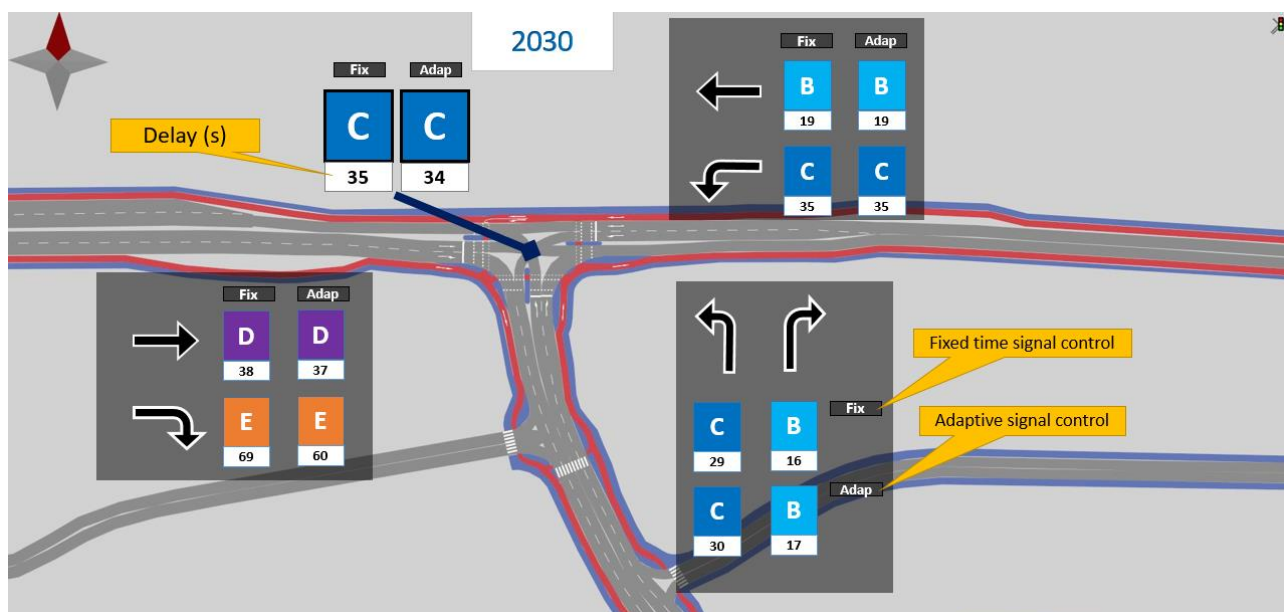 2030
Fix Adap
C C
35 34
Delay (s)
Fix Adap
B B
19 19
C C
35 35
Fix Adap
D D
38 37
E E
69 60
Fixed time signal control
C B Fix
29 16
Adaptive signal control
C B Adap
30 17